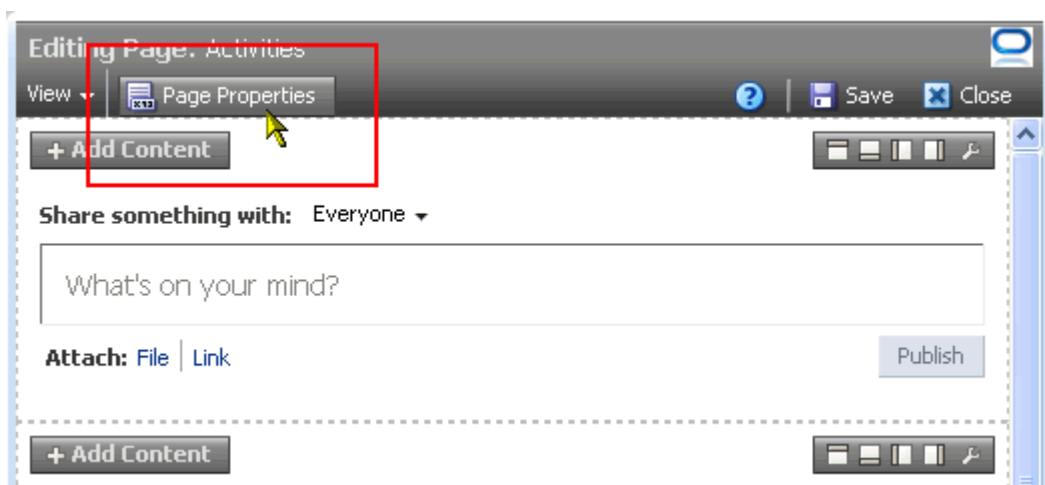 Editing Page: Activities
View Page Properties ? Save Close
+ Add Content
Share something with: Everyone
What's on your mind?
Attach: File Link Publish
+ Add Content